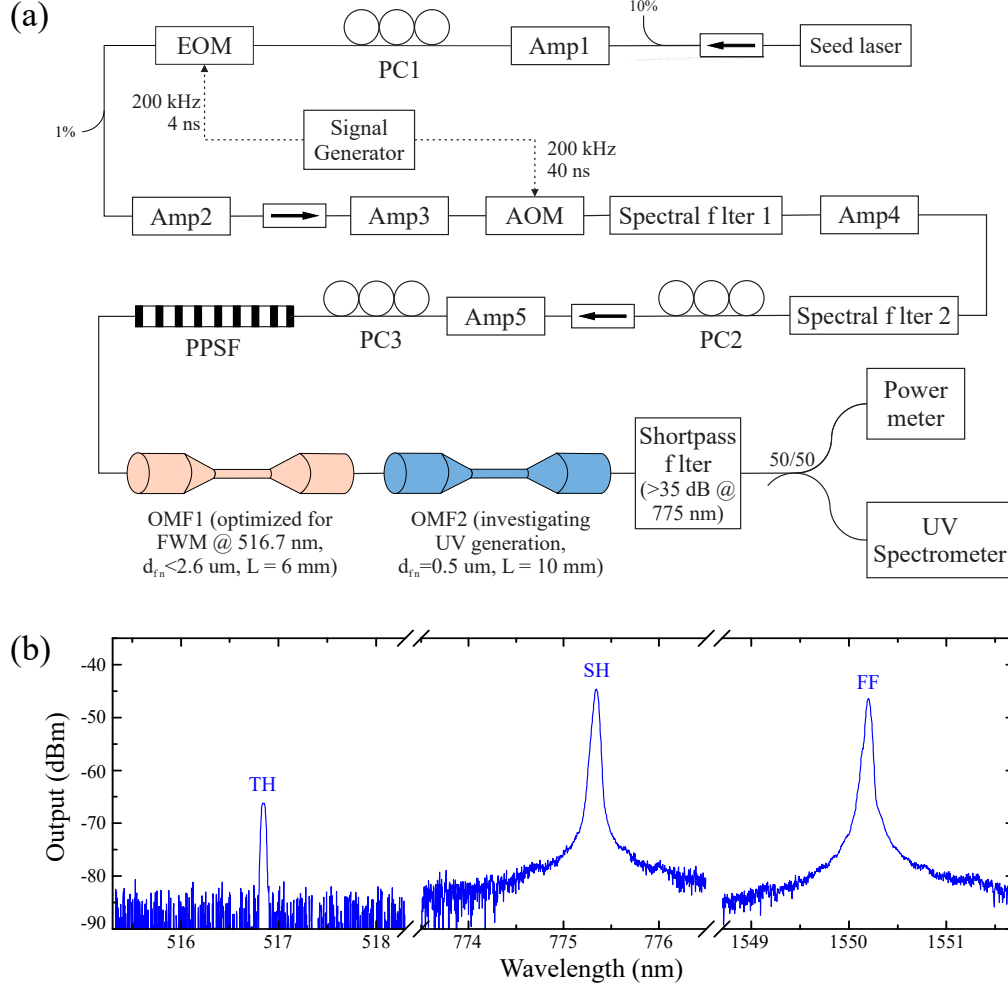 (a)
EOM
PC1
Amp1
10%
Seed laser
200 kHz
4 ns
1%
Signal
Generator
200 kHz
40 ns
Amp2
Amp3
AOM
Spectral f lter 1
Amp4
PPSF
PC3
Amp5
PC2
Spectral f lter 2
OMF1 (optimized for
FWM @ 516.7 nm,
d_fn<2.6 um, L = 6 mm)
OMF2 (investigating
UV generation,
d_fn=0.5 um, L = 10 mm)
Shortpass
f lter
(>35 dB @
775 nm)
50/50
Power
meter
UV
Spectrometer
(b)
Output (dBm)
-40
-50
-60
-70
-80
-90
TH
SH
FF
516
517
518
774
775
776
1549
1550
1551
Wavelength (nm)